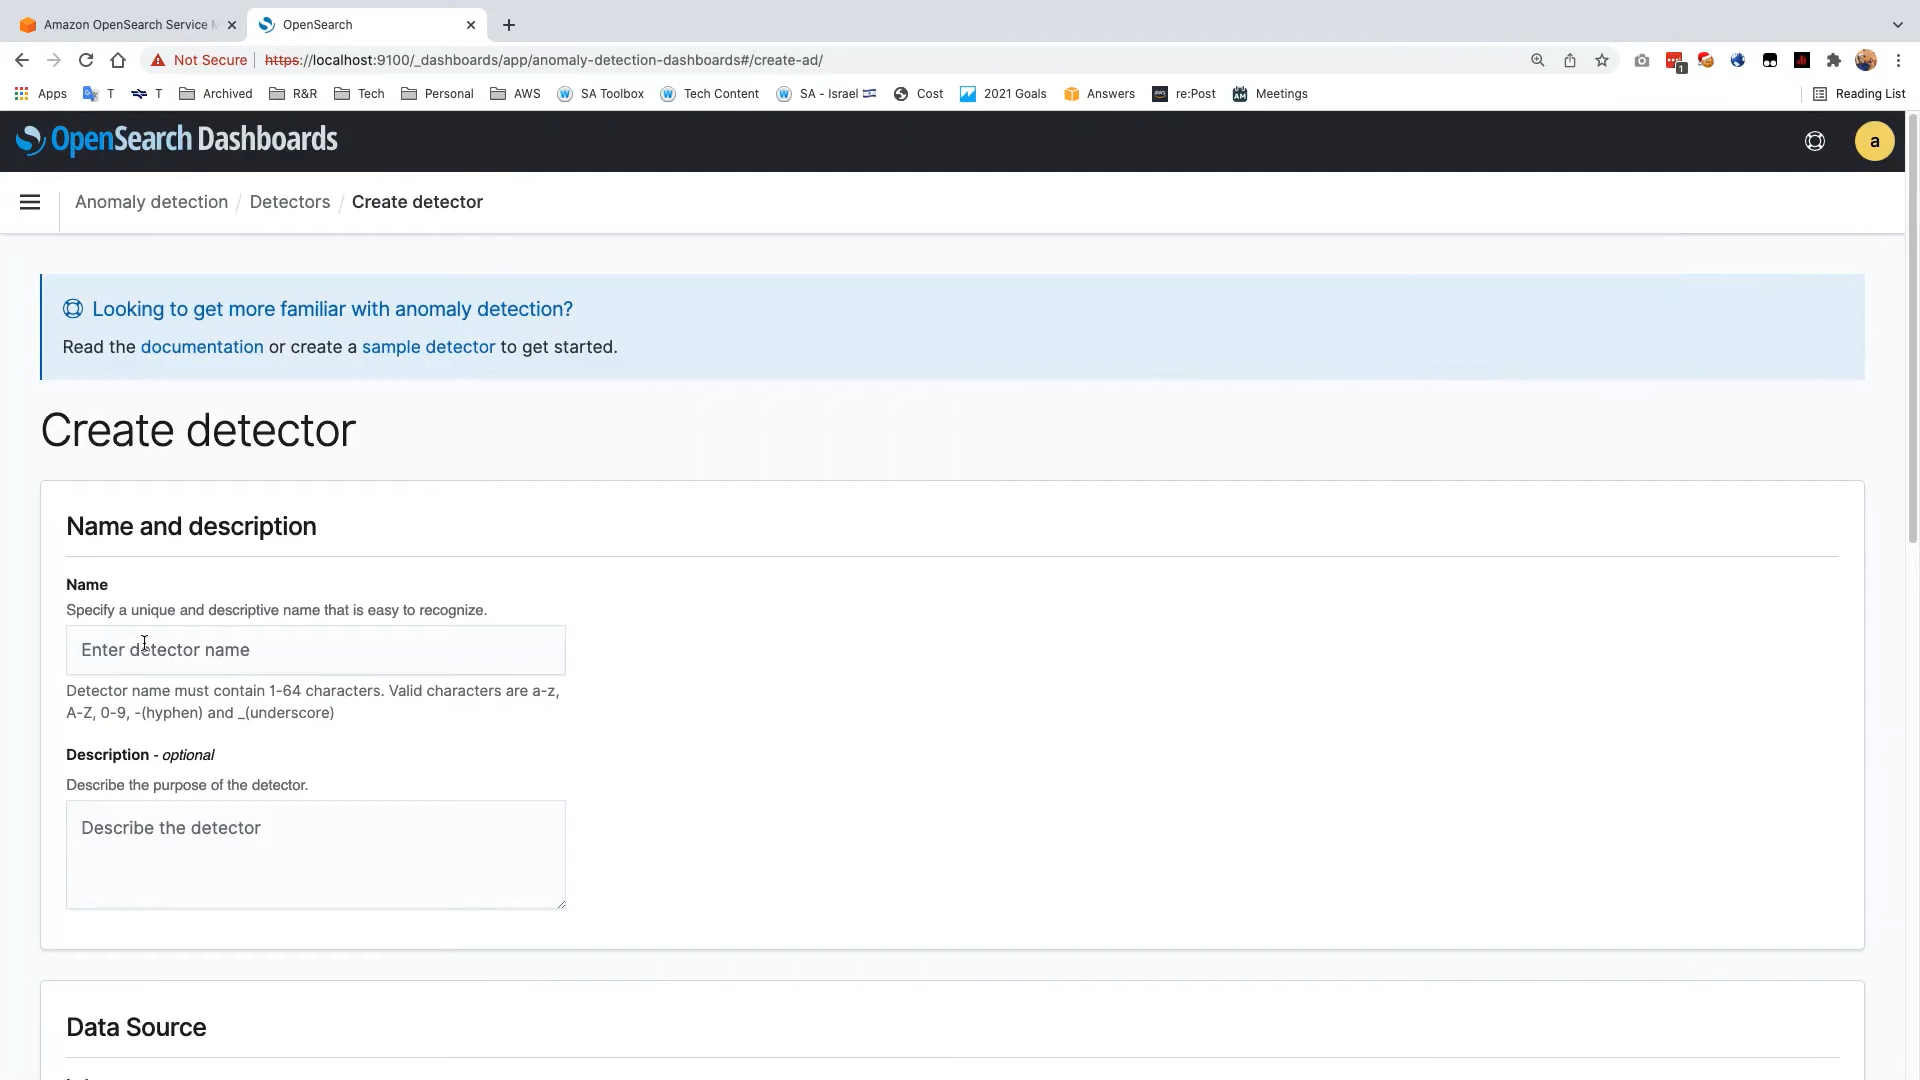 Amazon OpenSearch Service M
OpenSearch
Not Secure
https://localhost:9100/_dashboards/app/anomaly-detection-dashboards#/create-ad/
1
Apps T T Archived R&R Tech Personal AWS SA Toolbox Tech Content SA - Israel Cost 2021 Goals Answers re:Post Meetings Reading List
OpenSearch Dashboards
a
Anomaly detection / Detectors / Create detector
Looking to get more familiar with anomaly detection?
Read the documentation or create a sample detector to get started.
Create detector
Name and description
Name
Specify a unique and descriptive name that is easy to recognize.
Enter detector name
Detector name must contain 1-64 characters. Valid characters are a-z,
A-Z, 0-9, -(hyphen) and _(underscore)
Description - optional
Describe the purpose of the detector.
Describe the detector
Data Source